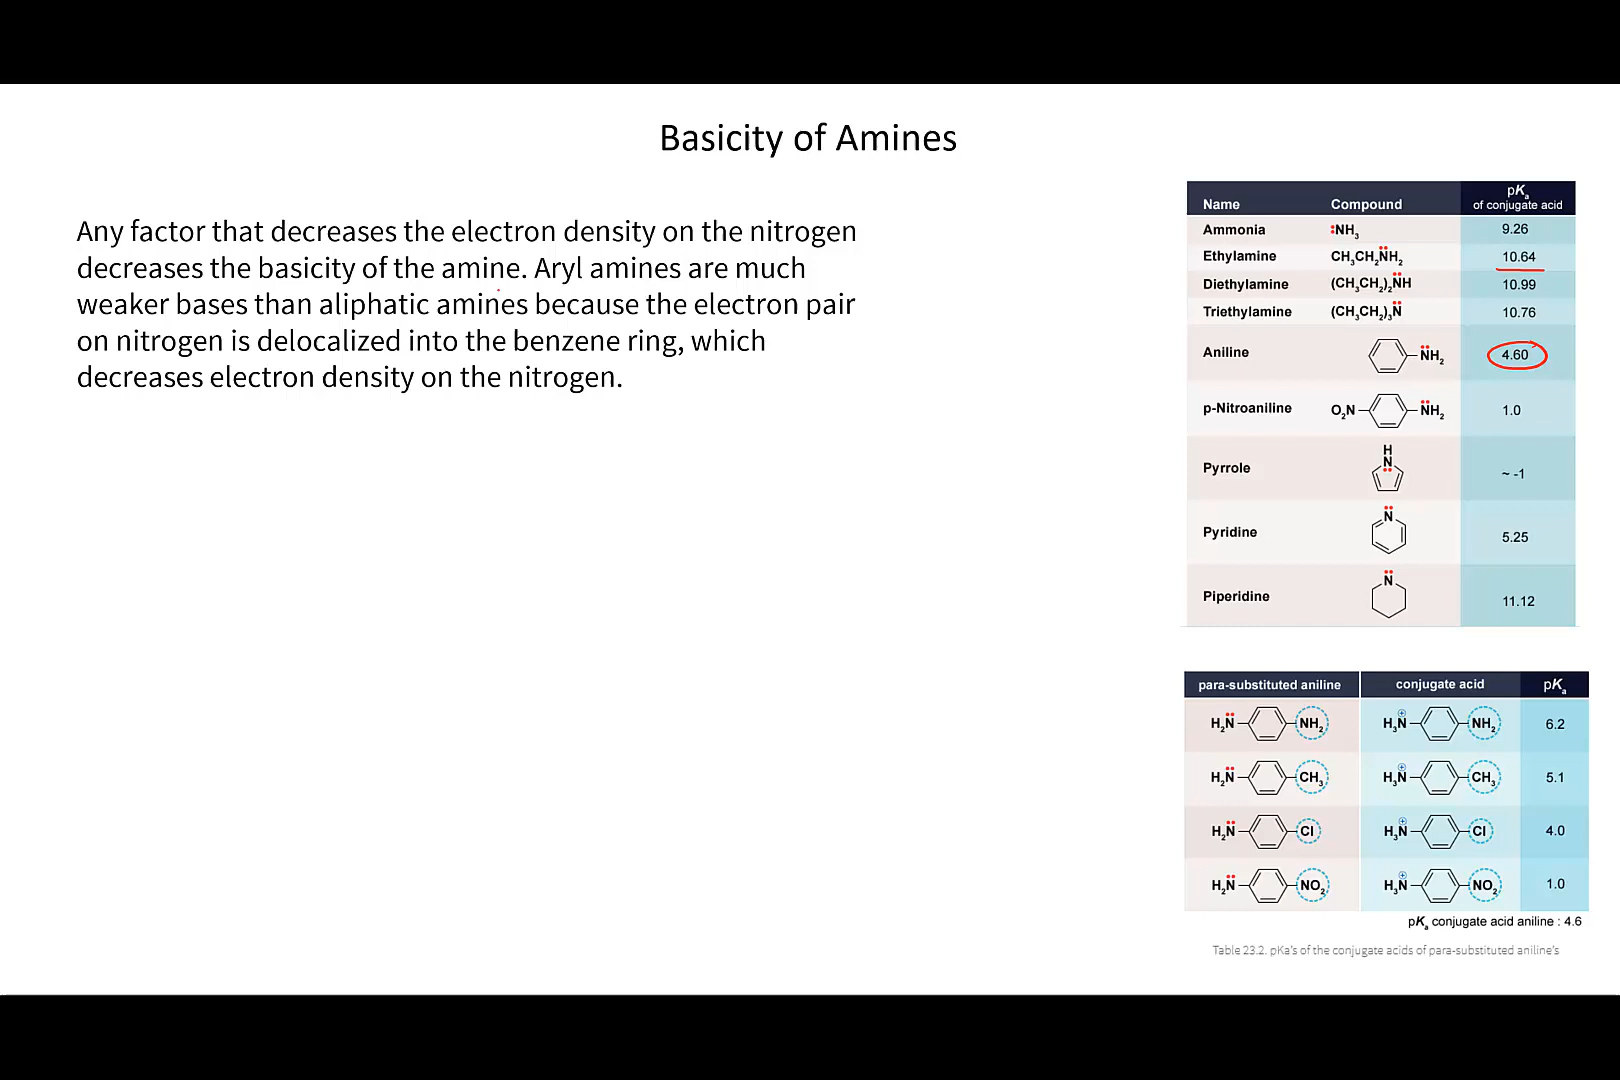 Basicity of Amines
Any factor that decreases the electron density on the nitrogen
decreases the basicity of the amine. Aryl amines are much
weaker bases than aliphatic amines because the electron pair
on nitrogen is delocalized into the benzene ring, which
decreases electron density on the nitrogen.
Name Compound pKₐ of conjugate acid
Ammonia :NH₃ 9.26
Ethylamine CH₃CH₂N̈H₂ 10.64
Diethylamine (CH₃CH₂)₂N̈H 10.99
Triethylamine (CH₃CH₂)₃N̈ 10.76
Aniline N̈H₂ 4.60
p-Nitroaniline O₂N N̈H₂ 1.0
Pyrrole H N ~ -1
Pyridine N 5.25
Piperidine N 11.12
para-substituted aniline conjugate acid pKₐ
H₂N̈ NH₂ H₃N⊕ NH₂ 6.2
H₂N̈ CH₃ H₃N⊕ CH₃ 5.1
H₂N̈ Cl H₃N⊕ Cl 4.0
H₂N̈ NO₂ H₃N⊕ NO₂ 1.0
pKₐ conjugate acid aniline : 4.6
Table 23.2. pKa's of the conjugate acids of para-substituted aniline's